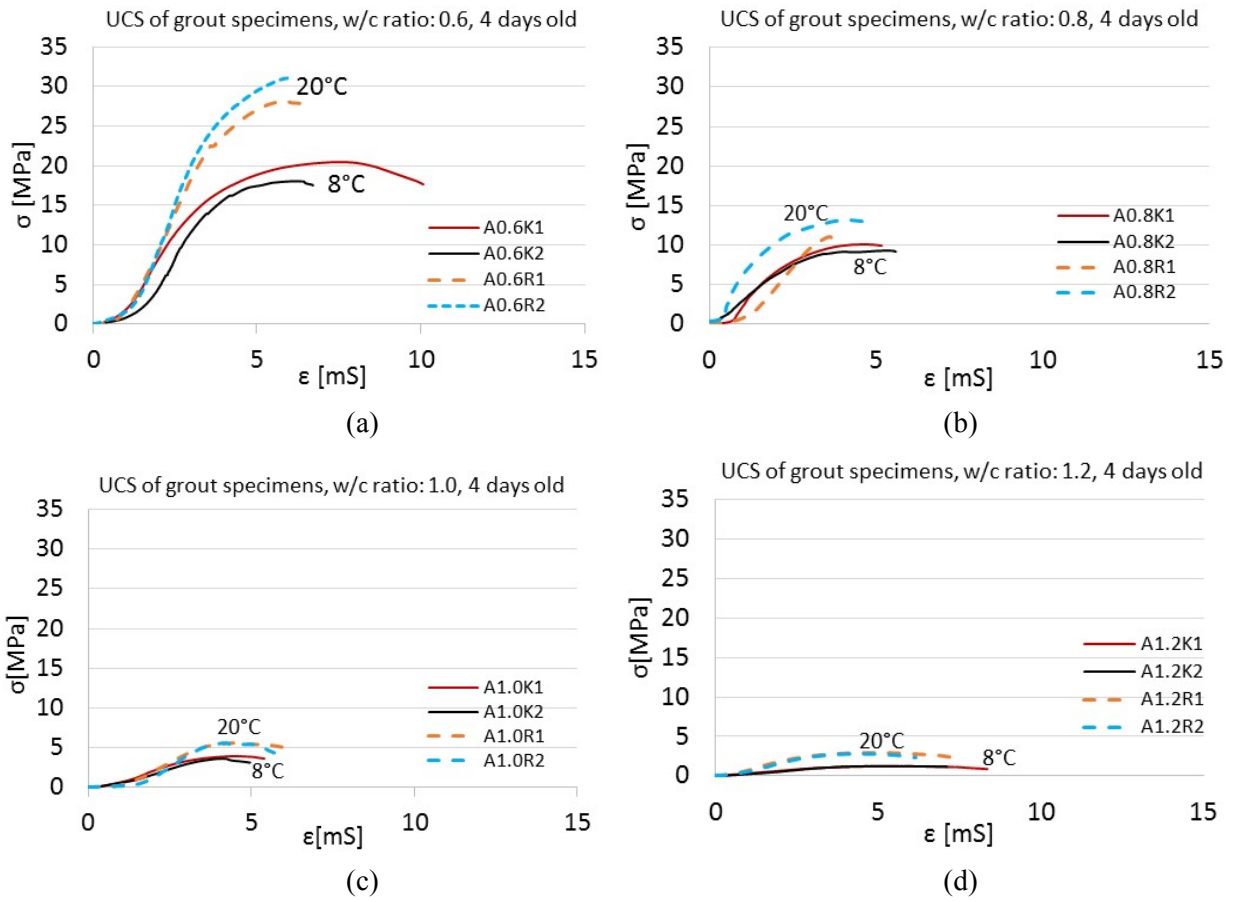 UCS of grout specimens, w/c ratio: 0.6, 4 days old
35
30
25
20
15
10
5
0
σ [MPa]
20°C
8°C
A0.6K1
A0.6K2
A0.6R1
A0.6R2
0 5 10 15
ε [mS]
(a)
UCS of grout specimens, w/c ratio: 0.8, 4 days old
35
30
25
20
15
10
5
0
σ [MPa]
20°C
8°C
A0.8K1
A0.8K2
A0.8R1
A0.8R2
0 5 10 15
ε [mS]
(b)
UCS of grout specimens, w/c ratio: 1.0, 4 days old
35
30
25
20
15
10
5
0
σ[MPa]
20°C
8°C
A1.0K1
A1.0K2
A1.0R1
A1.0R2
0 5 10 15
ε[mS]
(c)
UCS of grout specimens, w/c ratio: 1.2, 4 days old
35
30
25
20
15
10
5
0
σ[MPa]
20°C
8°C
A1.2K1
A1.2K2
A1.2R1
A1.2R2
0 5 10 15
ε [mS]
(d)